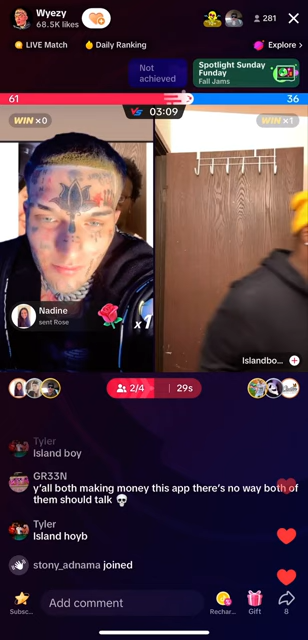 Wyezy
68.5K likes
281
LIVE Match
Daily Ranking
Explore >
Not
achieved
Spotlight Sunday
Funday
Fall Jams
61
36
WIN ×0
VS 03:09
WIN ×1
Nadine
sent Rose
x1
Islandbo...
2/4
29s
Tyler
Island boy
GR33N
y'all both making money this app there's no way both of
them should talk 💀
Tyler
Island hoyb
stony_adnama joined
Subsc...
Add comment
Rechar...
Gift
8